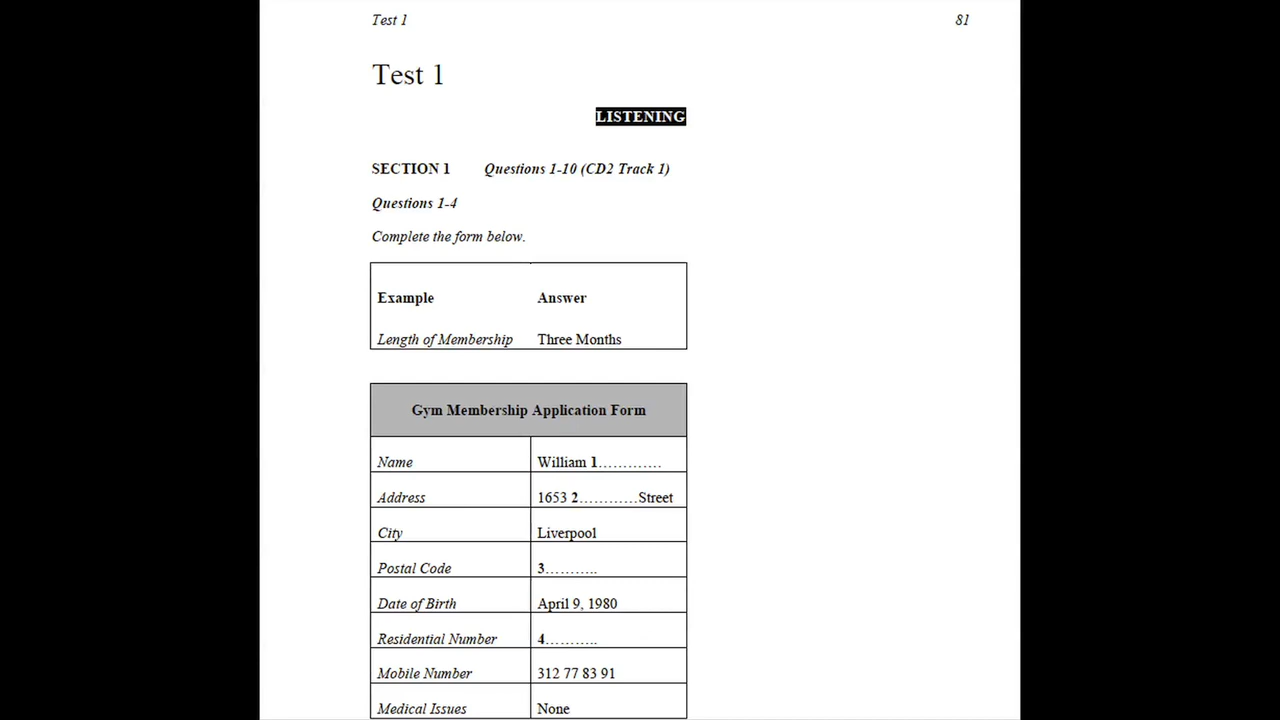 Test 1 81
Test 1
LISTENING
SECTION 1 Questions 1-10 (CD2 Track 1)
Questions 1-4
Complete the form below.
Example Answer
Length of Membership Three Months
Gym Membership Application Form
Name William 1………….
Address 1653 2…………Street
City Liverpool
Postal Code 3………..
Date of Birth April 9, 1980
Residential Number 4………..
Mobile Number 312 77 83 91
Medical Issues None